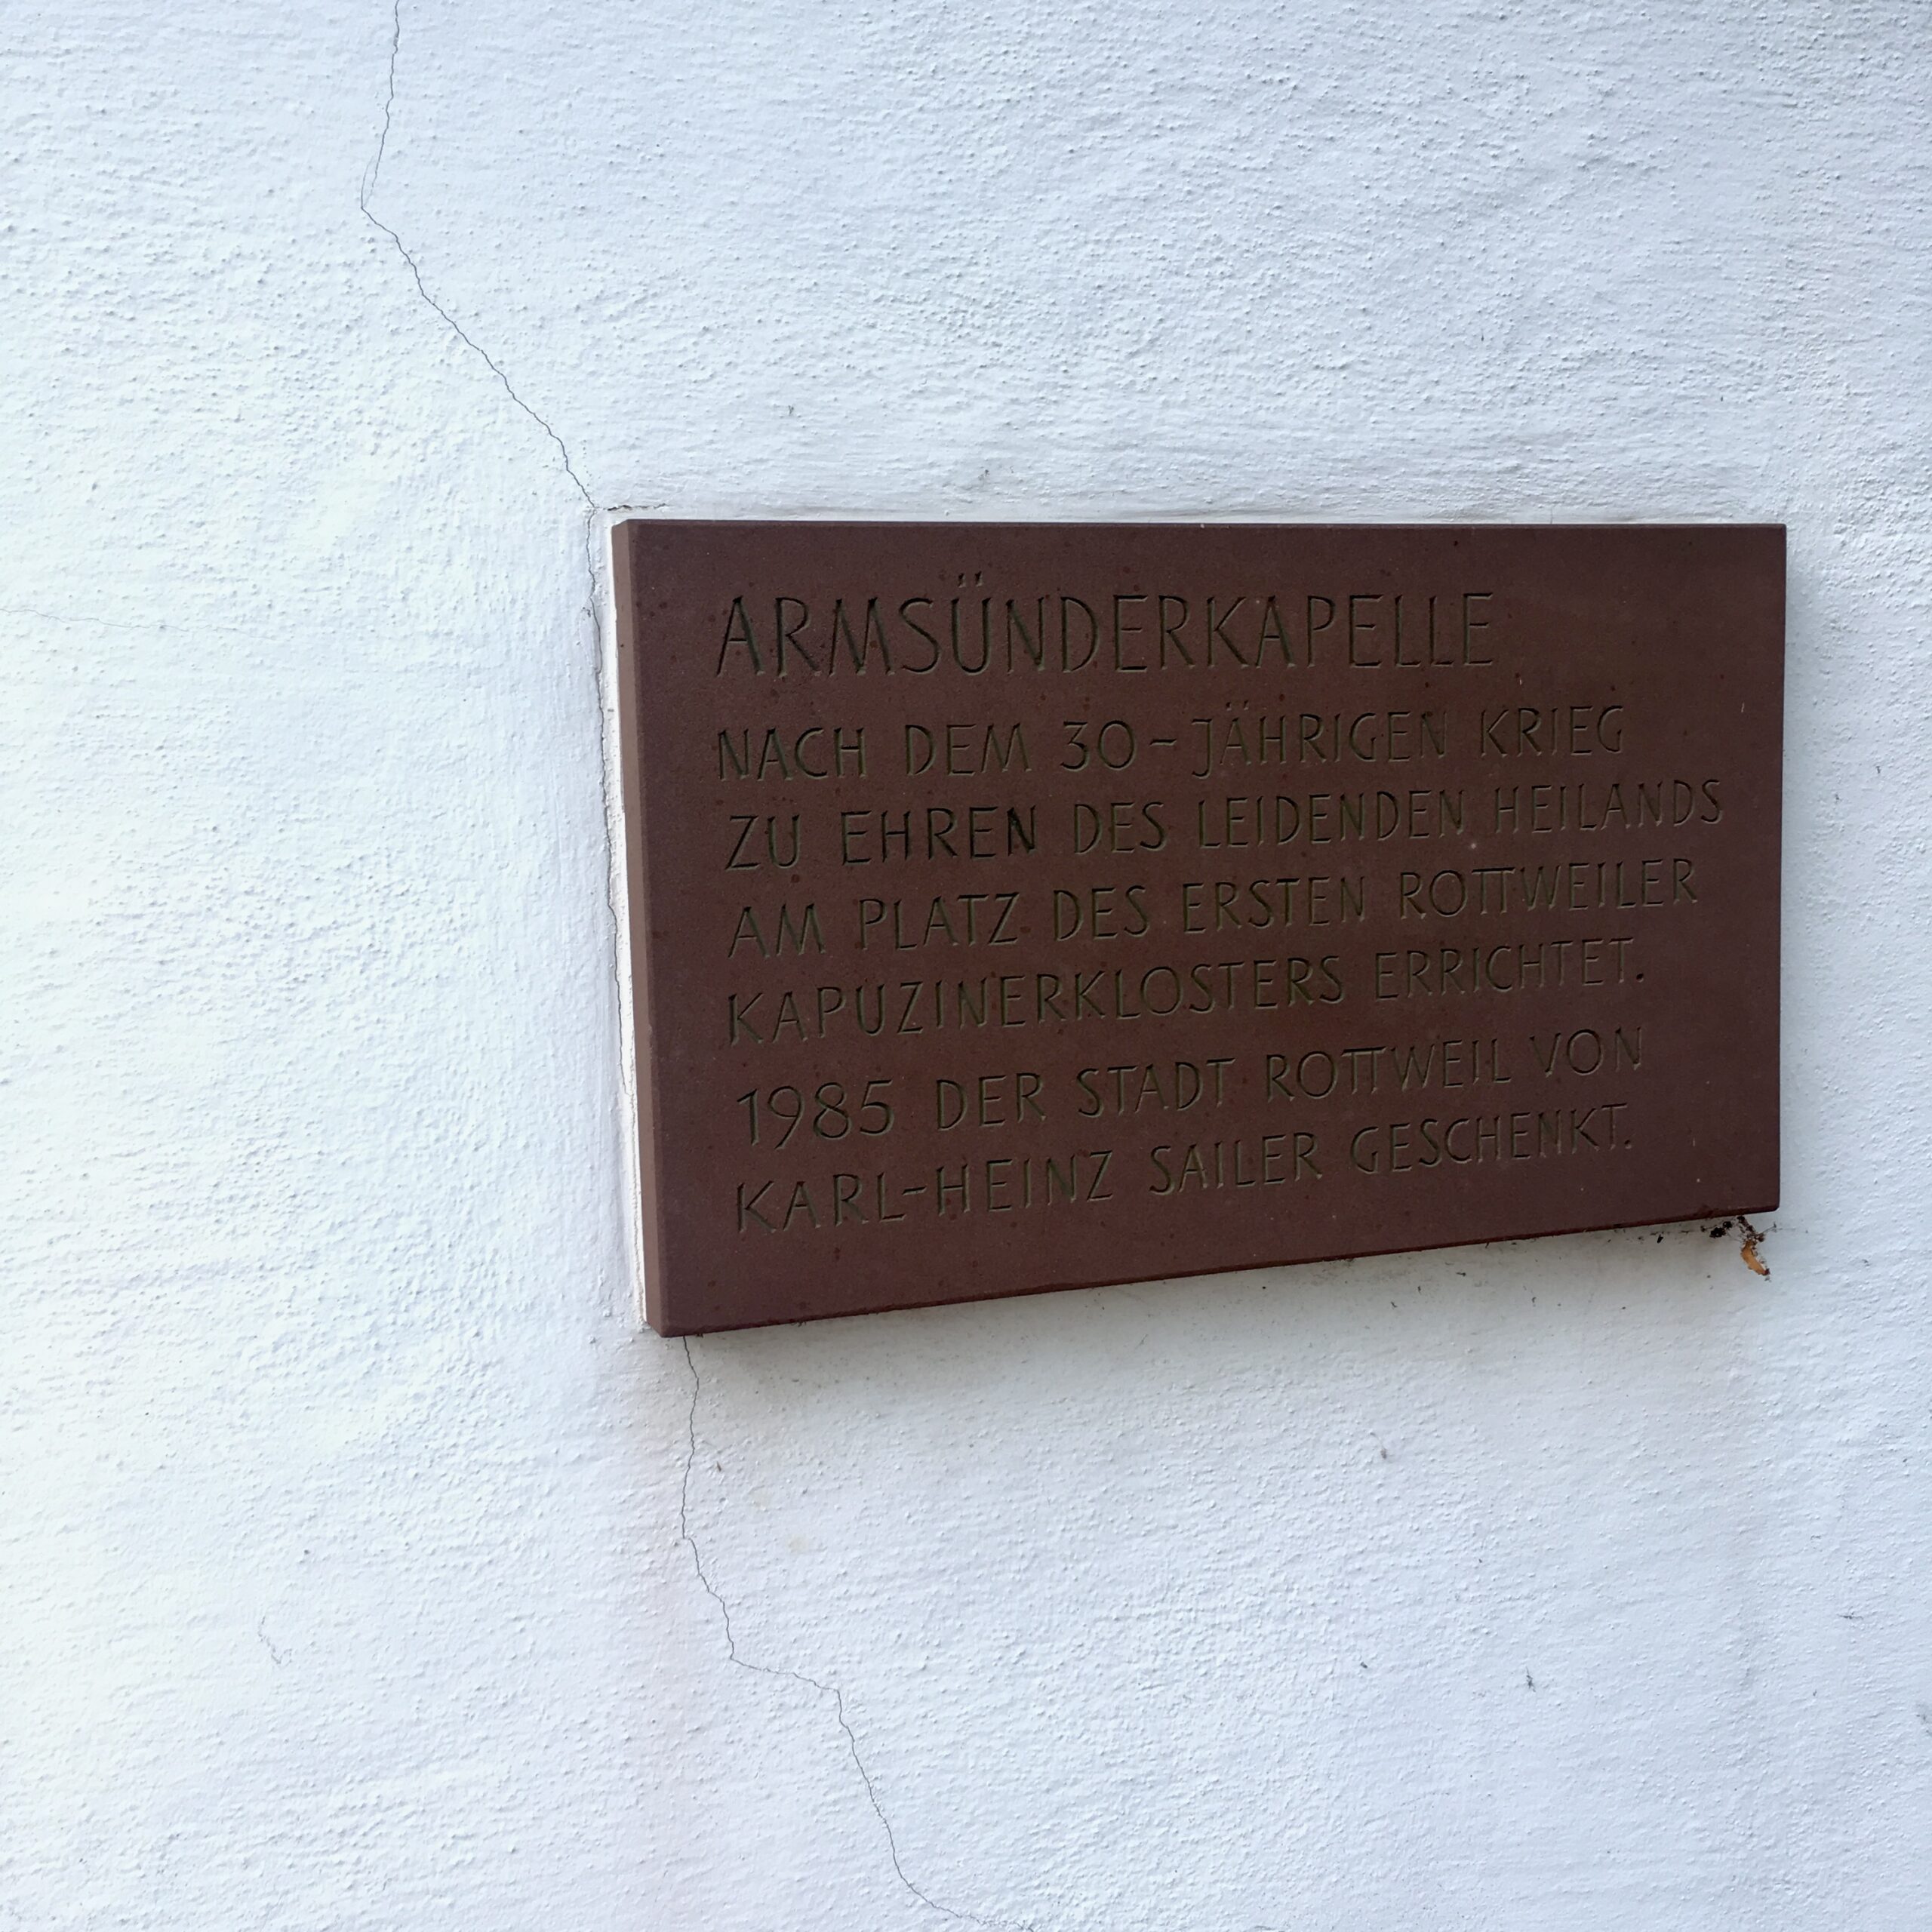 ARMSÜNDERKAPELLE
NACH DEM 30-JÄHRIGEN KRIEG
ZU EHREN DES LEIDENDEN HEILANDS
AM PLATZ DES ERSTEN ROTTWEILER
KAPUZINERKLOSTERS ERRICHTET.
1985 DER STADT ROTTWEIL VON
KARL-HEINZ SAILER GESCHENKT.